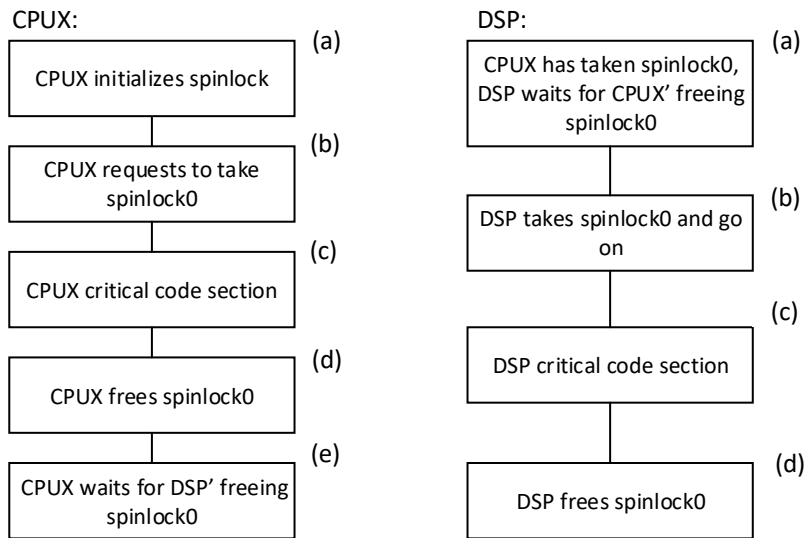 CPUX:
(a)
CPUX initializes spinlock
(b)
CPUX requests to take
spinlock0
(c)
CPUX critical code section
(d)
CPUX frees spinlock0
(e)
CPUX waits for DSP' freeing
spinlock0
DSP:
(a)
CPUX has taken spinlock0,
DSP waits for CPUX' freeing
spinlock0
(b)
DSP takes spinlock0 and go
on
(c)
DSP critical code section
(d)
DSP frees spinlock0